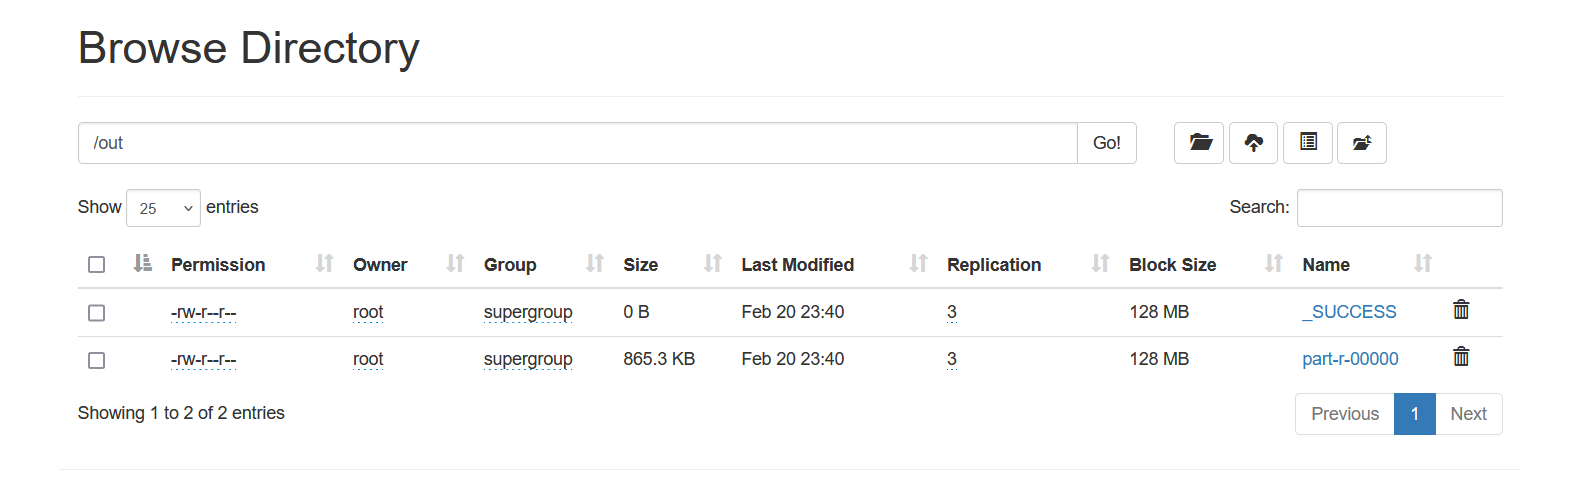 Browse Directory
/out Go!
Show 25 entries Search:
Permission Owner Group Size Last Modified Replication Block Size Name
-rw-r--r-- root supergroup 0 B Feb 20 23:40 3 128 MB _SUCCESS
-rw-r--r-- root supergroup 865.3 KB Feb 20 23:40 3 128 MB part-r-00000
Showing 1 to 2 of 2 entries Previous 1 Next